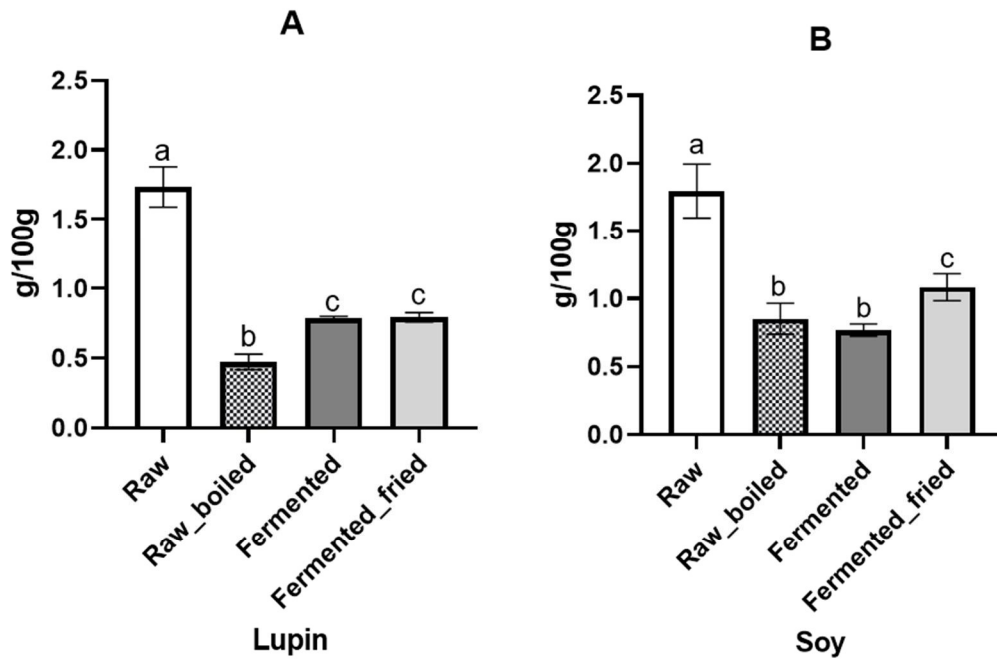 A
g/100g
2.5
2.0
1.5
1.0
0.5
0.0
a
b
c
c
Raw
Raw_boiled
Fermented
Fermented_fried
Lupin
B
g/100g
2.5
2.0
1.5
1.0
0.5
0.0
a
b
b
c
Raw
Raw_boiled
Fermented
Fermented_fried
Soy